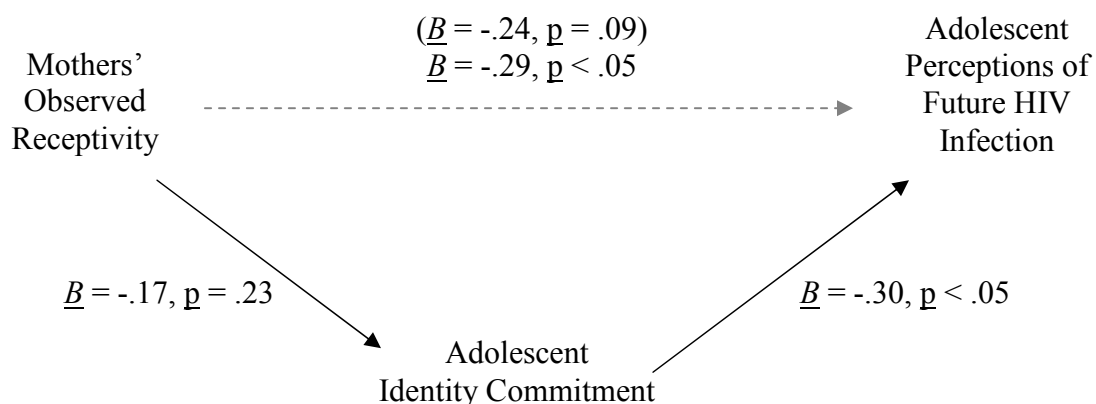 (B = -.24, p = .09)
B = -.29, p < .05
Mothers’
Observed
Receptivity
Adolescent
Perceptions of
Future HIV
Infection
B = -.17, p = .23
B = -.30, p < .05
Adolescent
Identity Commitment